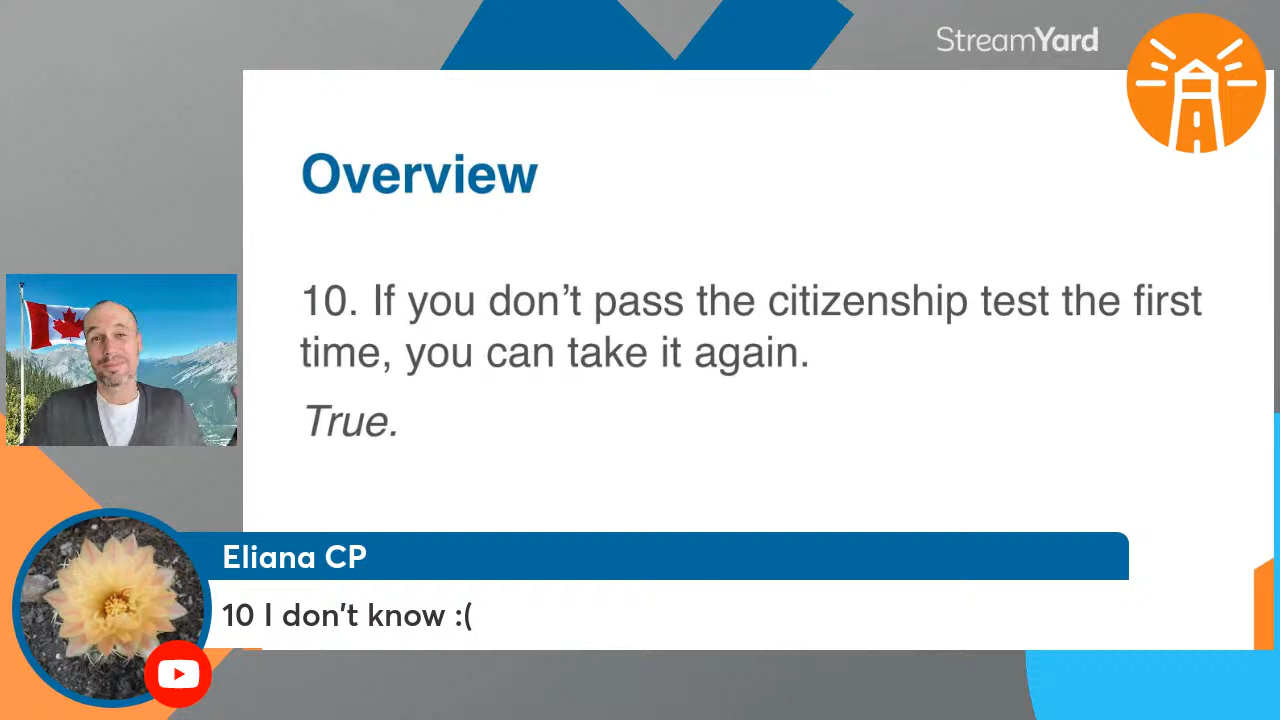 StreamYard
Overview
10. If you don’t pass the citizenship test the first
time, you can take it again.
True.
Eliana CP
10 I don't know :(